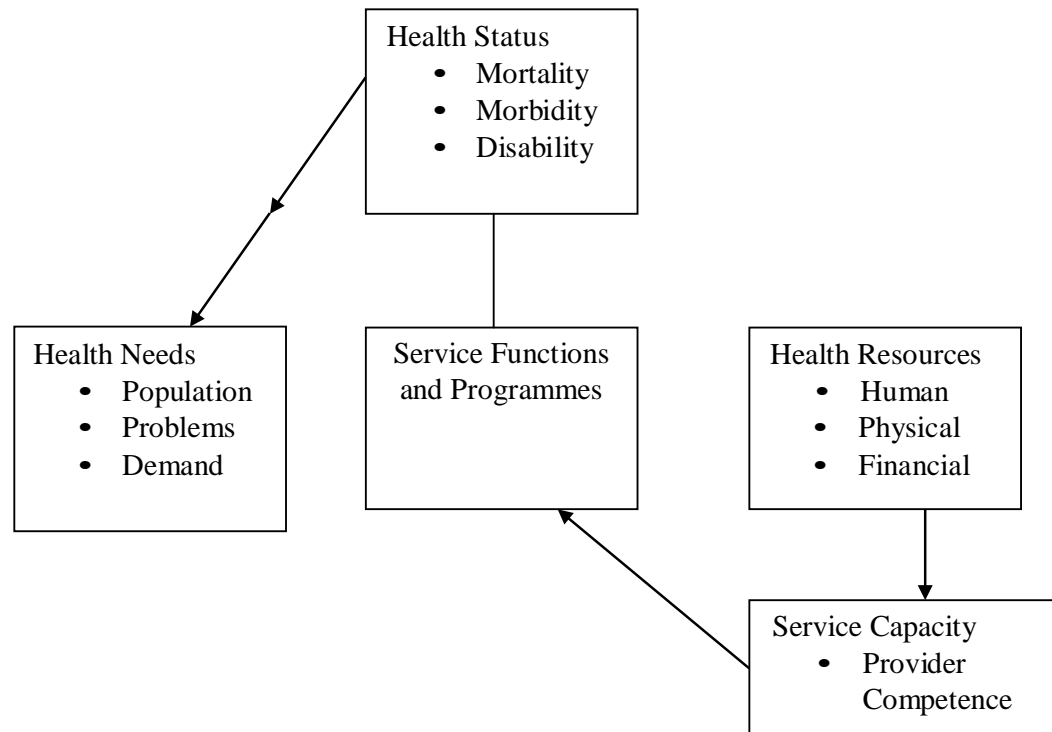 Health Status
• Mortality
• Morbidity
• Disability
Health Needs
• Population
• Problems
• Demand
Service Functions
and Programmes
Health Resources
• Human
• Physical
• Financial
Service Capacity
• Provider
Competence